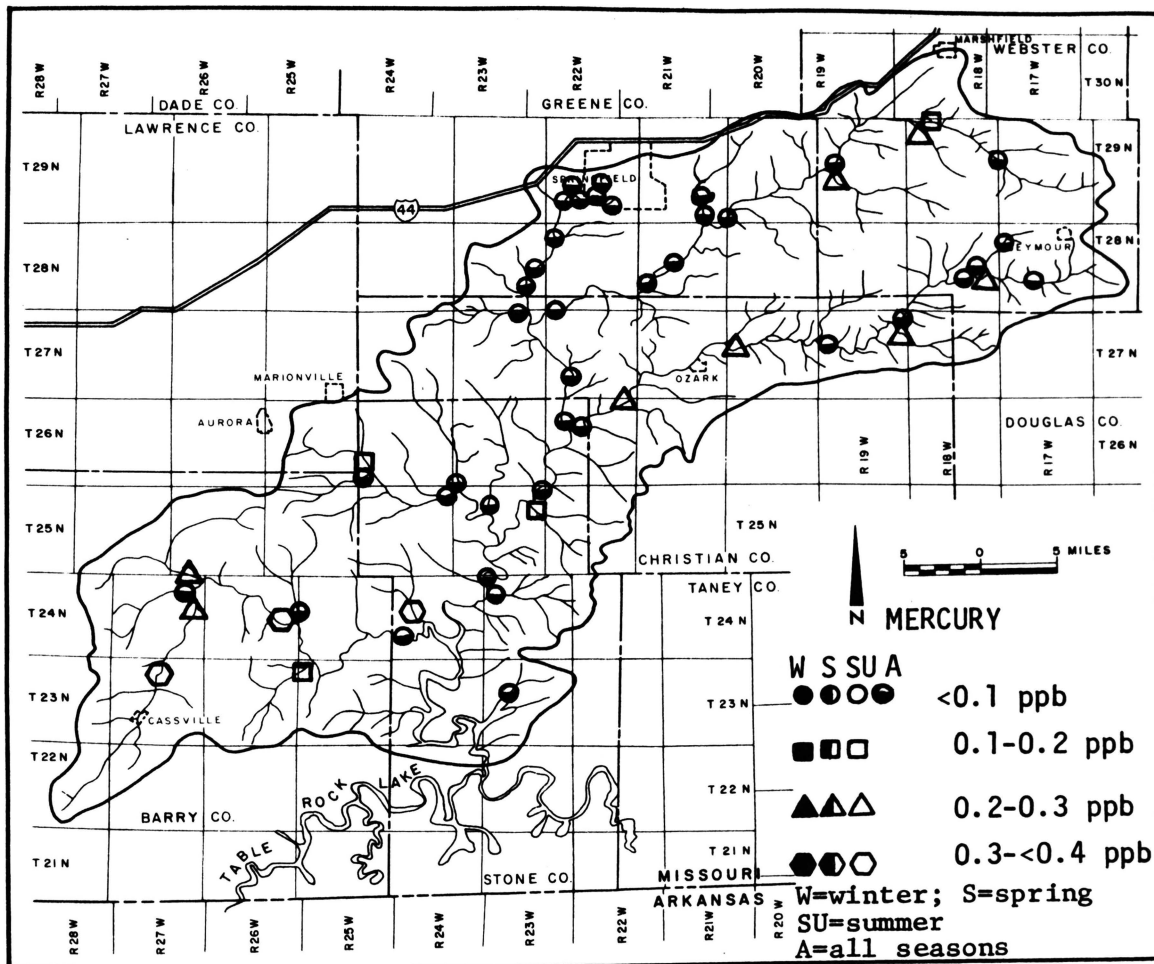 MARSHFIELD
WEBSTER CO.
R28W
R27W
R26W
R25W
R24W
R23W
R22W
R21W
R20W
R19W
R18W
R17W
T30N
DADE CO.
GREENE CO.
LAWRENCE CO.
T29N
T29N
SPRINGFIELD
44
T28N
T28N
SEYMOUR
T27N
T27N
MARIONVILLE
OZARK
AURORA
DOUGLAS CO.
T26N
T26N
R19W
R18W
R17W
T25N
T25N
CHRISTIAN CO.
5 0 5 MILES
TANEY CO.
T24N
T24N
N
MERCURY
W S SU A
T23N
T23N
<0.1 ppb
CASSVILLE
T22N
0.1-0.2 ppb
T22N
TABLE ROCK LAKE
BARRY CO.
0.2-0.3 ppb
T21N
T21N
0.3-<0.4 ppb
STONE CO.
MISSOURI
ARKANSAS
W=winter; S=spring
SU=summer
A=all seasons
R28W
R27W
R26W
R25W
R24W
R23W
R22W
R21W
R20W